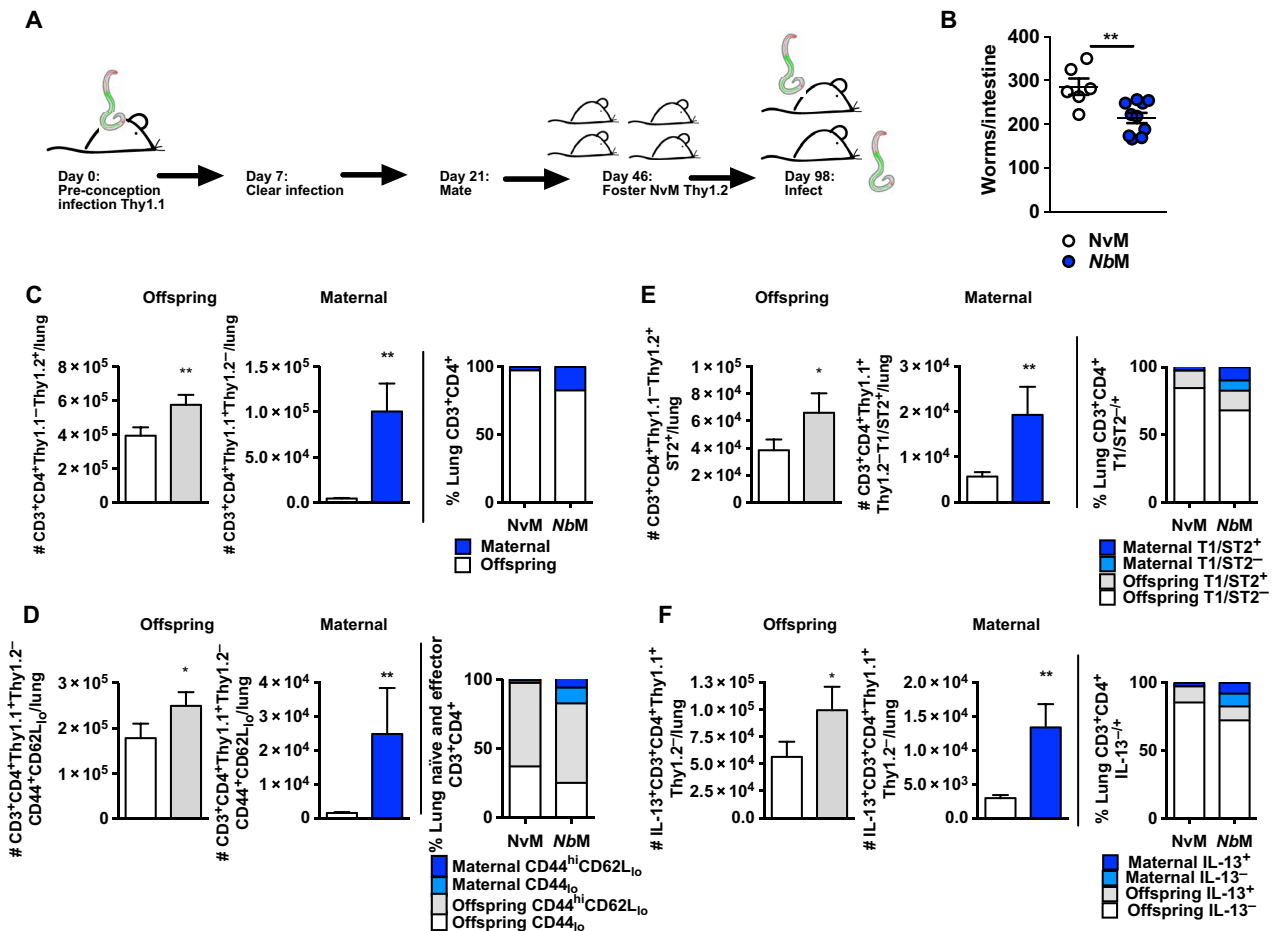 A
Day 0:
Pre-conception
infection Thy1.1
Day 7:
Clear infection
Day 21:
Mate
Day 46:
Foster NvM Thy1.2
Day 98:
Infect
B
Worms/intestine
400
300
200
100
0
**
NvM
NbM
C
Offspring
# CD3⁺CD4⁺Thy1.1⁻Thy1.2⁺/lung
8 × 10⁵
6 × 10⁵
4 × 10⁵
2 × 10⁵
0
**
Maternal
# CD3⁺CD4⁺Thy1.1⁺Thy1.2⁻/lung
1.5 × 10⁵
1.0 × 10⁵
5.0 × 10⁴
0.0
**
% Lung CD3⁺CD4⁺
100
50
0
NvM NbM
Maternal
Offspring
E
Offspring
# CD3⁺CD4⁺Thy1.1⁻Thy1.2⁺
ST2⁺/lung
1 × 10⁵
8 × 10⁴
6 × 10⁴
4 × 10⁴
2 × 10⁴
0
*
Maternal
# CD3⁺CD4⁺Thy1.1⁺
Thy1.2⁻T1/ST2⁺/lung
3 × 10⁴
2 × 10⁴
1 × 10⁴
0
**
% Lung CD3⁺CD4⁺
T1/ST2⁻/⁺
100
50
0
NvM NbM
Maternal T1/ST2⁺
Maternal T1/ST2⁻
Offspring T1/ST2⁺
Offspring T1/ST2⁻
D
Offspring
# CD3⁺CD4⁺Thy1.1⁺Thy1.2⁻
CD44⁺CD62Llo/lung
3 × 10⁵
2 × 10⁵
1 × 10⁵
0
*
Maternal
# CD3⁺CD4⁺Thy1.1⁺Thy1.2⁻
CD44⁺CD62Llo/lung
4 × 10⁴
3 × 10⁴
2 × 10⁴
1 × 10⁴
0
**
% Lung naïve and effector
CD3⁺CD4⁺
100
50
0
NvM NbM
Maternal CD44hiCD62Llo
Maternal CD44lo
Offspring CD44hiCD62Llo
Offspring CD44lo
F
Offspring
# IL-13⁺CD3⁺CD4⁺Thy1.1⁺
Thy1.2⁻/lung
1.3 × 10⁵
1.0 × 10⁵
7.5 × 10⁴
5.0 × 10⁴
2.5 × 10⁴
0.0
*
Maternal
# IL-13⁺CD3⁺CD4⁺Thy1.1⁺
Thy1.2⁻/lung
2.0 × 10⁴
1.5 × 10⁴
1.0 × 10⁴
5.0 × 10³
0.0
**
% Lung CD3⁺CD4⁺
IL-13⁻/⁺
100
50
0
NvM NbM
Maternal IL-13⁺
Maternal IL-13⁻
Offspring IL-13⁺
Offspring IL-13⁻